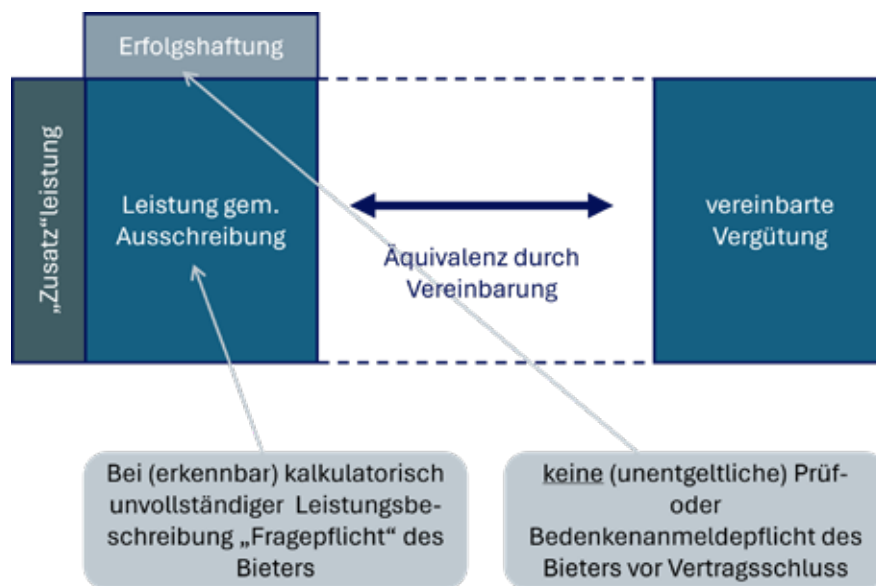 Erfolgshaftung
„Zusatz“leistung
Leistung gem.
Ausschreibung
Äquivalenz durch
Vereinbarung
vereinbarte
Vergütung
Bei (erkennbar) kalkulatorisch
unvollständiger Leistungsbe-
schreibung „Fragepflicht“ des
Bieters
keine (unentgeltliche) Prüf-
oder
Bedenkenanmeldepflicht des
Bieters vor Vertragsschluss